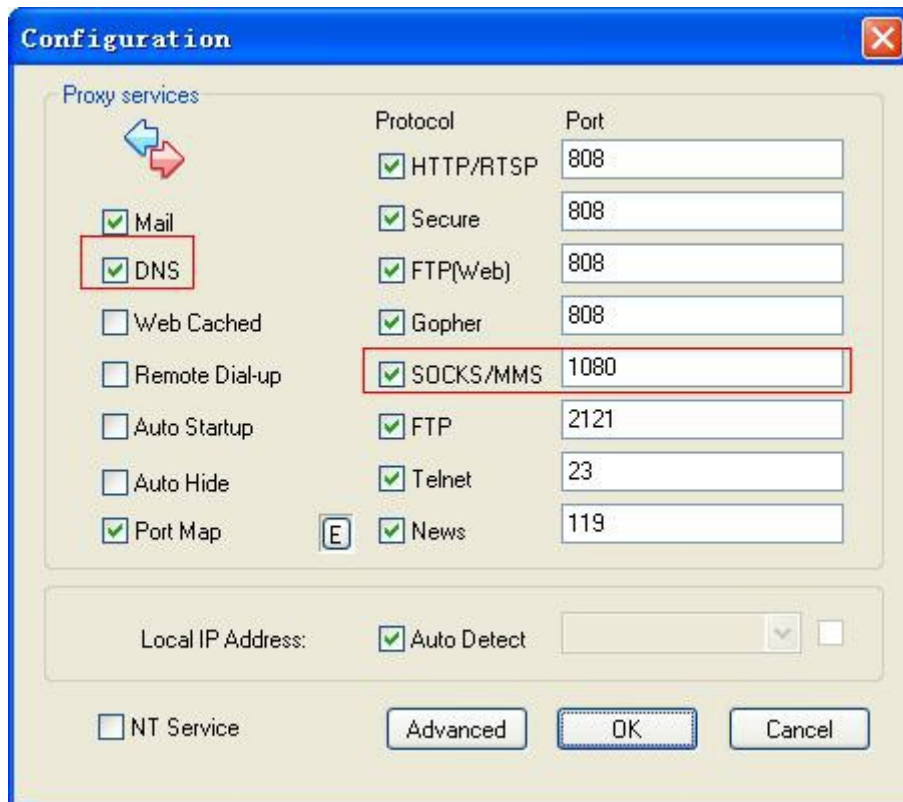 Configuration
Proxy services
Protocol Port
HTTP/RTSP 808
Mail Secure 808
DNS FTP(Web) 808
Web Cached Gopher 808
Remote Dial-up SOCKS/MMS 1080
Auto Startup FTP 2121
Auto Hide Telnet 23
Port Map E News 119
Local IP Address: Auto Detect
NT Service Advanced OK Cancel